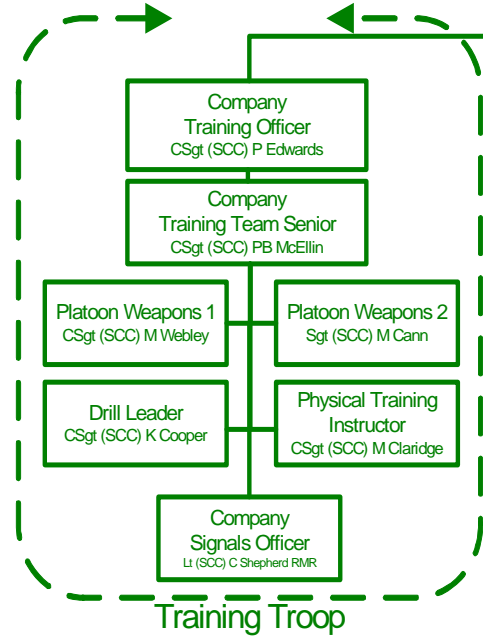 Company
Training Officer
CSgt (SCC) P Edwards
Company
Training Team Senior
CSgt (SCC) PB McEllin
Platoon Weapons 1
CSgt (SCC) M Webley
Platoon Weapons 2
Sgt (SCC) M Cann
Drill Leader
CSgt (SCC) K Cooper
Physical Training
Instructor
CSgt (SCC) M Claridge
Company
Signals Officer
Lt (SCC) C Shepherd RMR
Training Troop